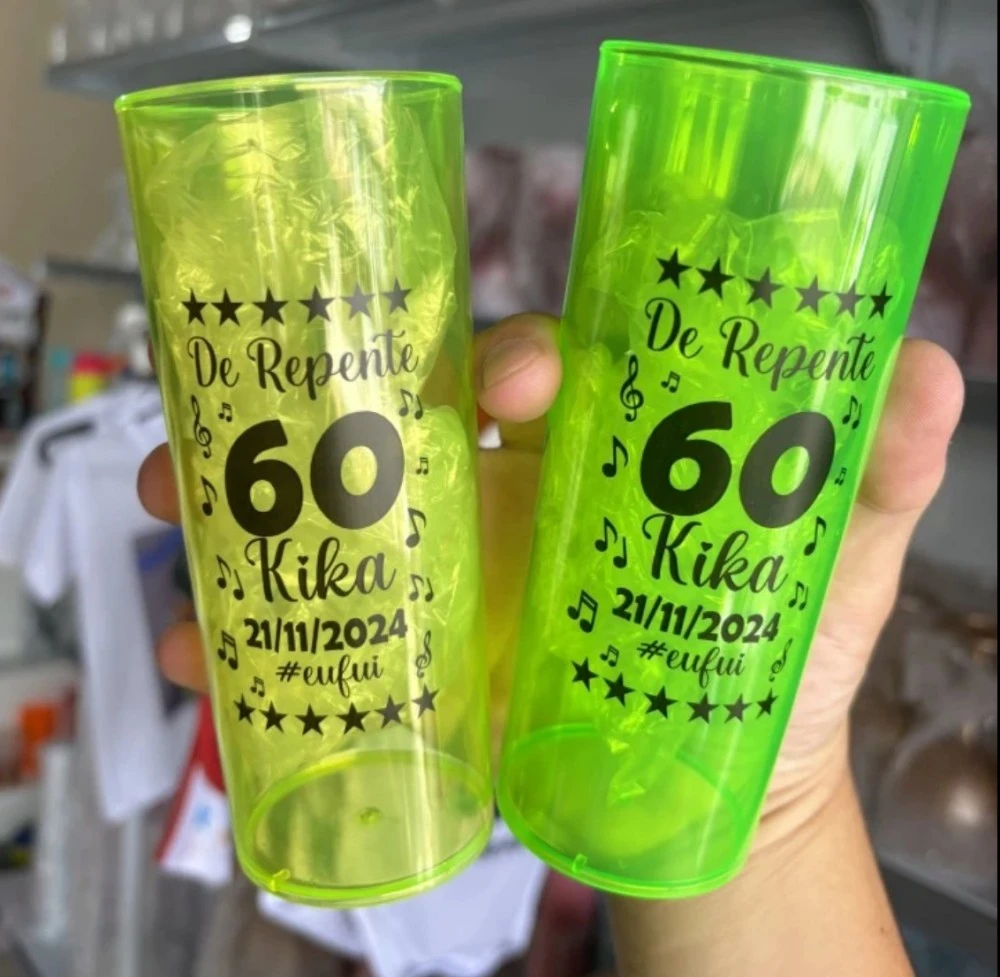 De Repente
60
Kika
21/11/2024
#eufui
De Repente
60
Kika
21/11/2024
#eufui